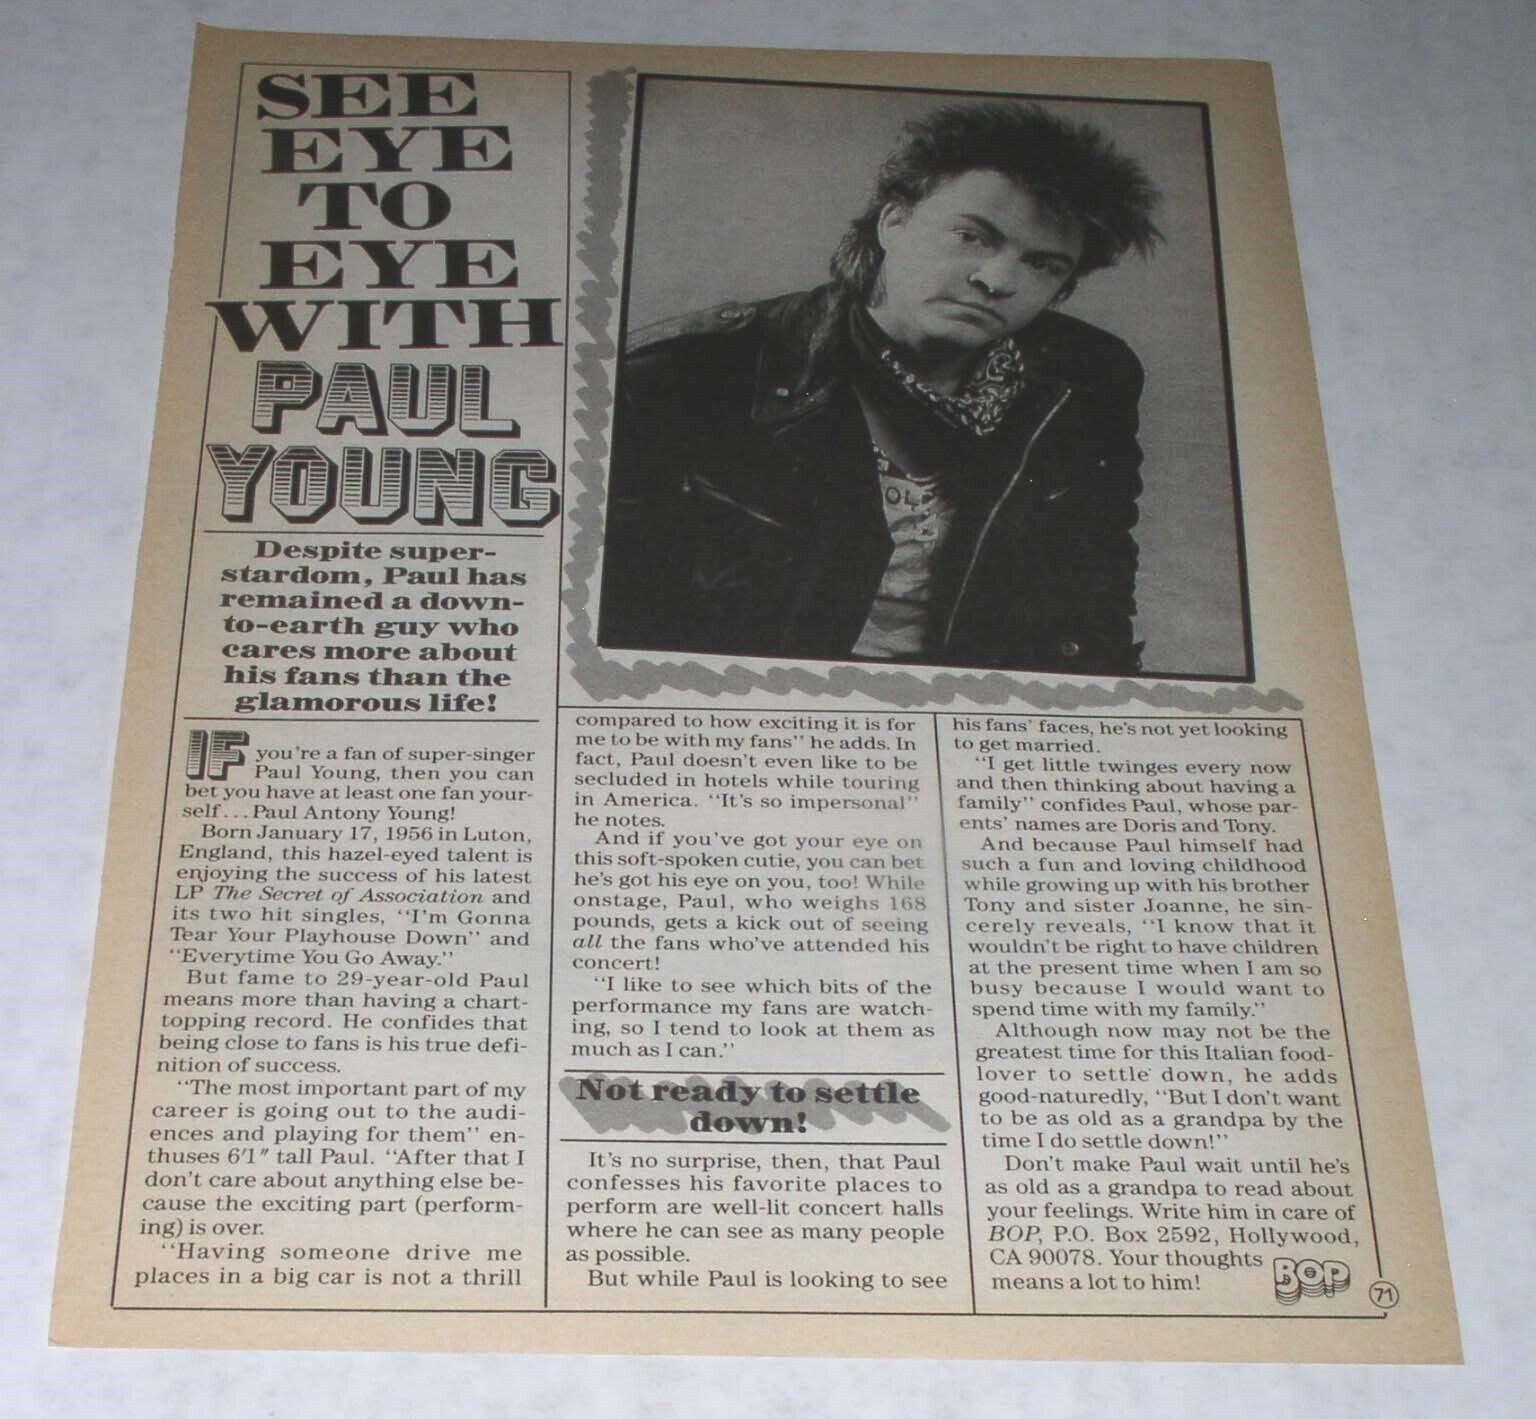 SEE
EYE
TO
EYE
WITH
PAUL
YOUNG
Despite super-
stardom, Paul has
remained a down-
to-earth guy who
cares more about
his fans than the
glamorous life!
IF you're a fan of super-singer
Paul Young, then you can
bet you have at least one fan your-
self...Paul Antony Young!
Born January 17, 1956 in Luton,
England, this hazel-eyed talent is
enjoying the success of his latest
LP The Secret of Association and
its two hit singles, "I'm Gonna
Tear Your Playhouse Down" and
"Everytime You Go Away."
But fame to 29-year-old Paul
means more than having a chart-
topping record. He confides that
being close to fans is his true defi-
nition of success.
"The most important part of my
career is going out to the audi-
ences and playing for them" en-
thuses 6'1" tall Paul. "After that I
don't care about anything else be-
cause the exciting part (perform-
ing) is over.
"Having someone drive me
places in a big car is not a thrill
OL
compared to how exciting it is for
me to be with my fans" he adds. In
fact, Paul doesn't even like to be
secluded in hotels while touring
in America. "It's so impersonal"
he notes.
And if you've got your eye on
this soft-spoken cutie, you can bet
he's got his eye on you, too! While
onstage, Paul, who weighs 168
pounds, gets a kick out of seeing
all the fans who've attended his
concert!
"I like to see which bits of the
performance my fans are watch-
ing, so I tend to look at them as
much as I can."
Not ready to settle
down!
It's no surprise, then, that Paul
confesses his favorite places to
perform are well-lit concert halls
where he can see as many people
as possible.
But while Paul is looking to see
his fans' faces, he's not yet looking
to get married.
"I get little twinges every now
and then thinking about having a
family" confides Paul, whose par-
ents' names are Doris and Tony.
And because Paul himself had
such a fun and loving childhood
while growing up with his brother
Tony and sister Joanne, he sin-
cerely reveals, "I know that it
wouldn't be right to have children
at the present time when I am so
busy because I would want to
spend time with my family."
Although now may not be the
greatest time for this Italian food-
lover to settle down, he adds
good-naturedly, "But I don't want
to be as old as a grandpa by the
time I do settle down!"
Don't make Paul wait until he's
as old as a grandpa to read about
your feelings. Write him in care of
BOP, P.O. Box 2592, Hollywood,
CA 90078. Your thoughts
means a lot to him!
BOP
71